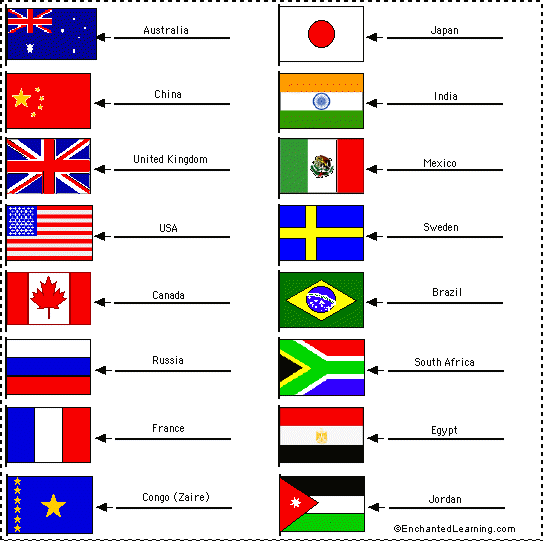 Australia
Japan
China
India
United Kingdom
Mexico
USA
Sweden
Canada
Brazil
Russia
South Africa
France
Egypt
Congo (Zaire)
Jordan
©EnchantedLearning.com